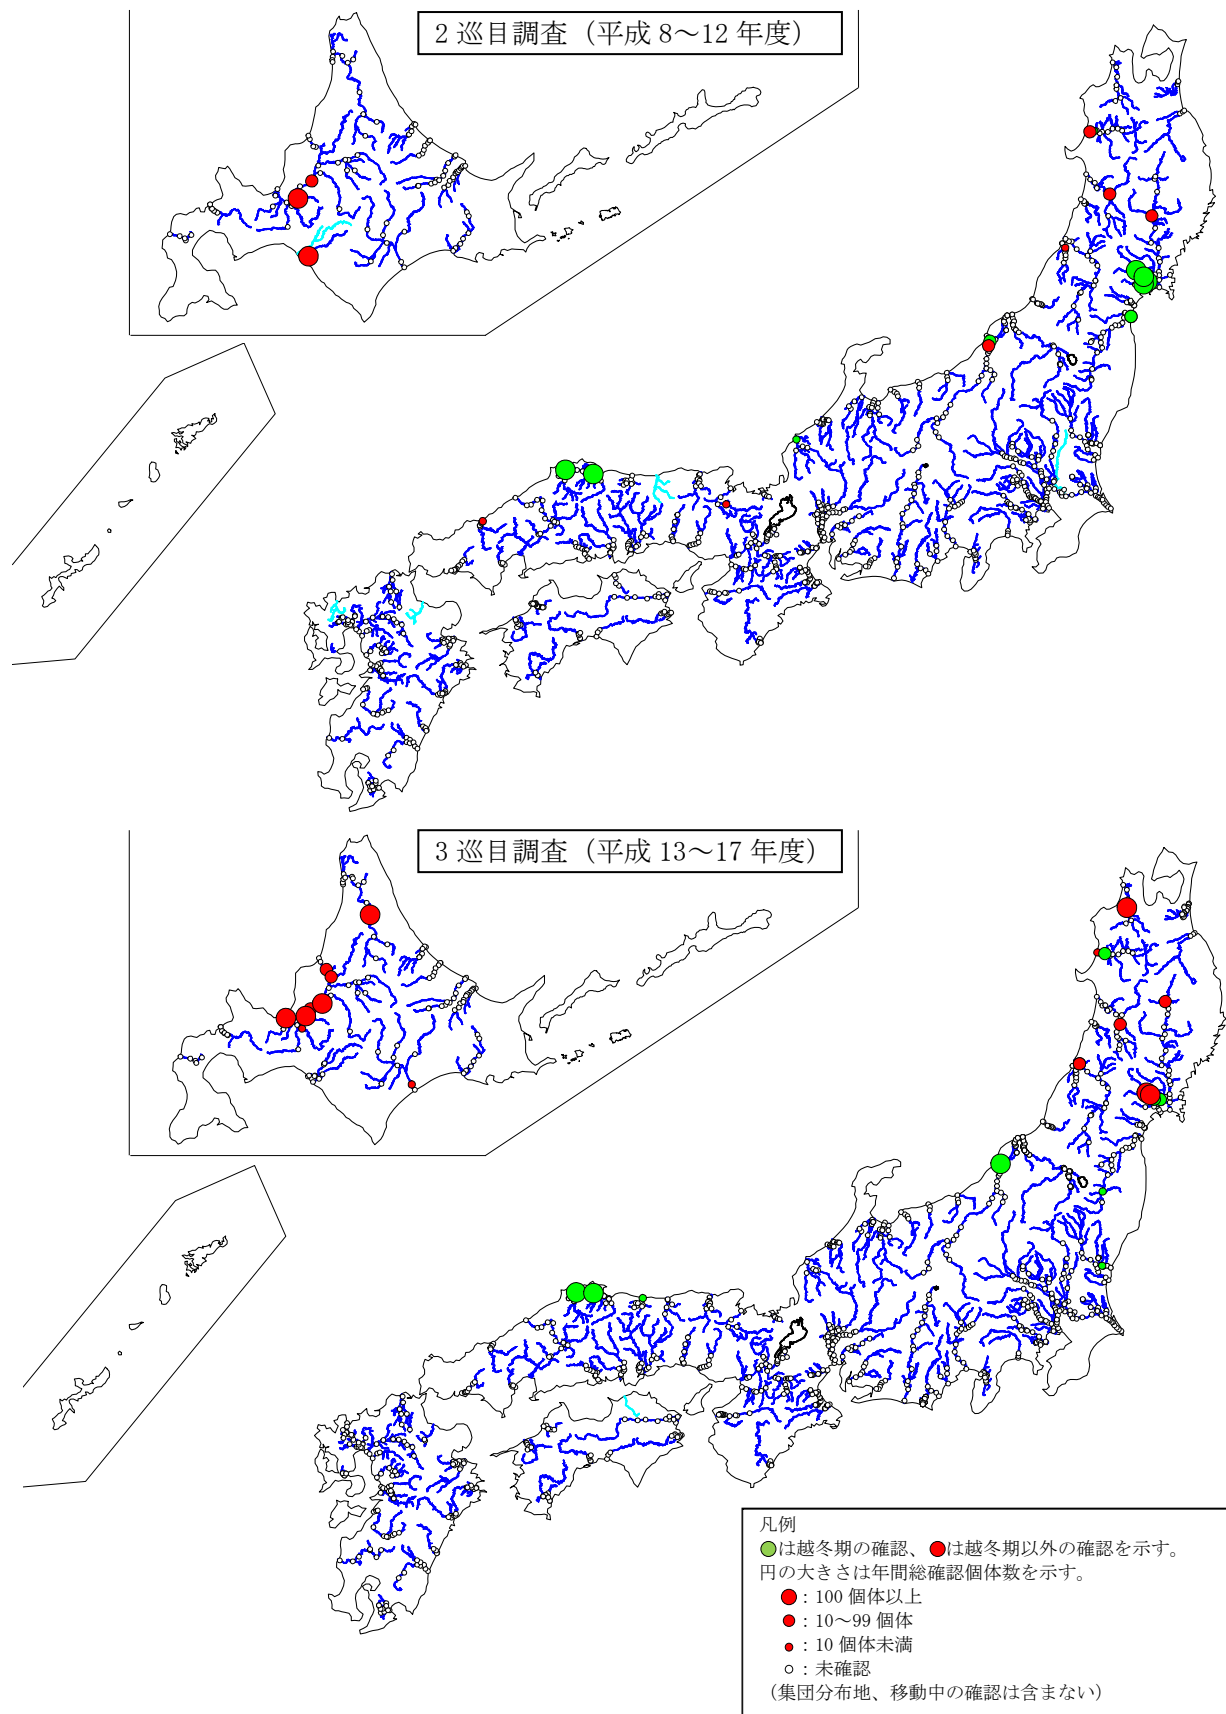 2 巡目調査（平成 8～12 年度）
3 巡目調査（平成 13～17 年度）
凡例
●は越冬期の確認、●は越冬期以外の確認を示す。
円の大きさは年間総確認個体数を示す。
●：100 個体以上
●：10～99 個体
●：10 個体未満
○：未確認
（集団分布地、移動中の確認は含まない）